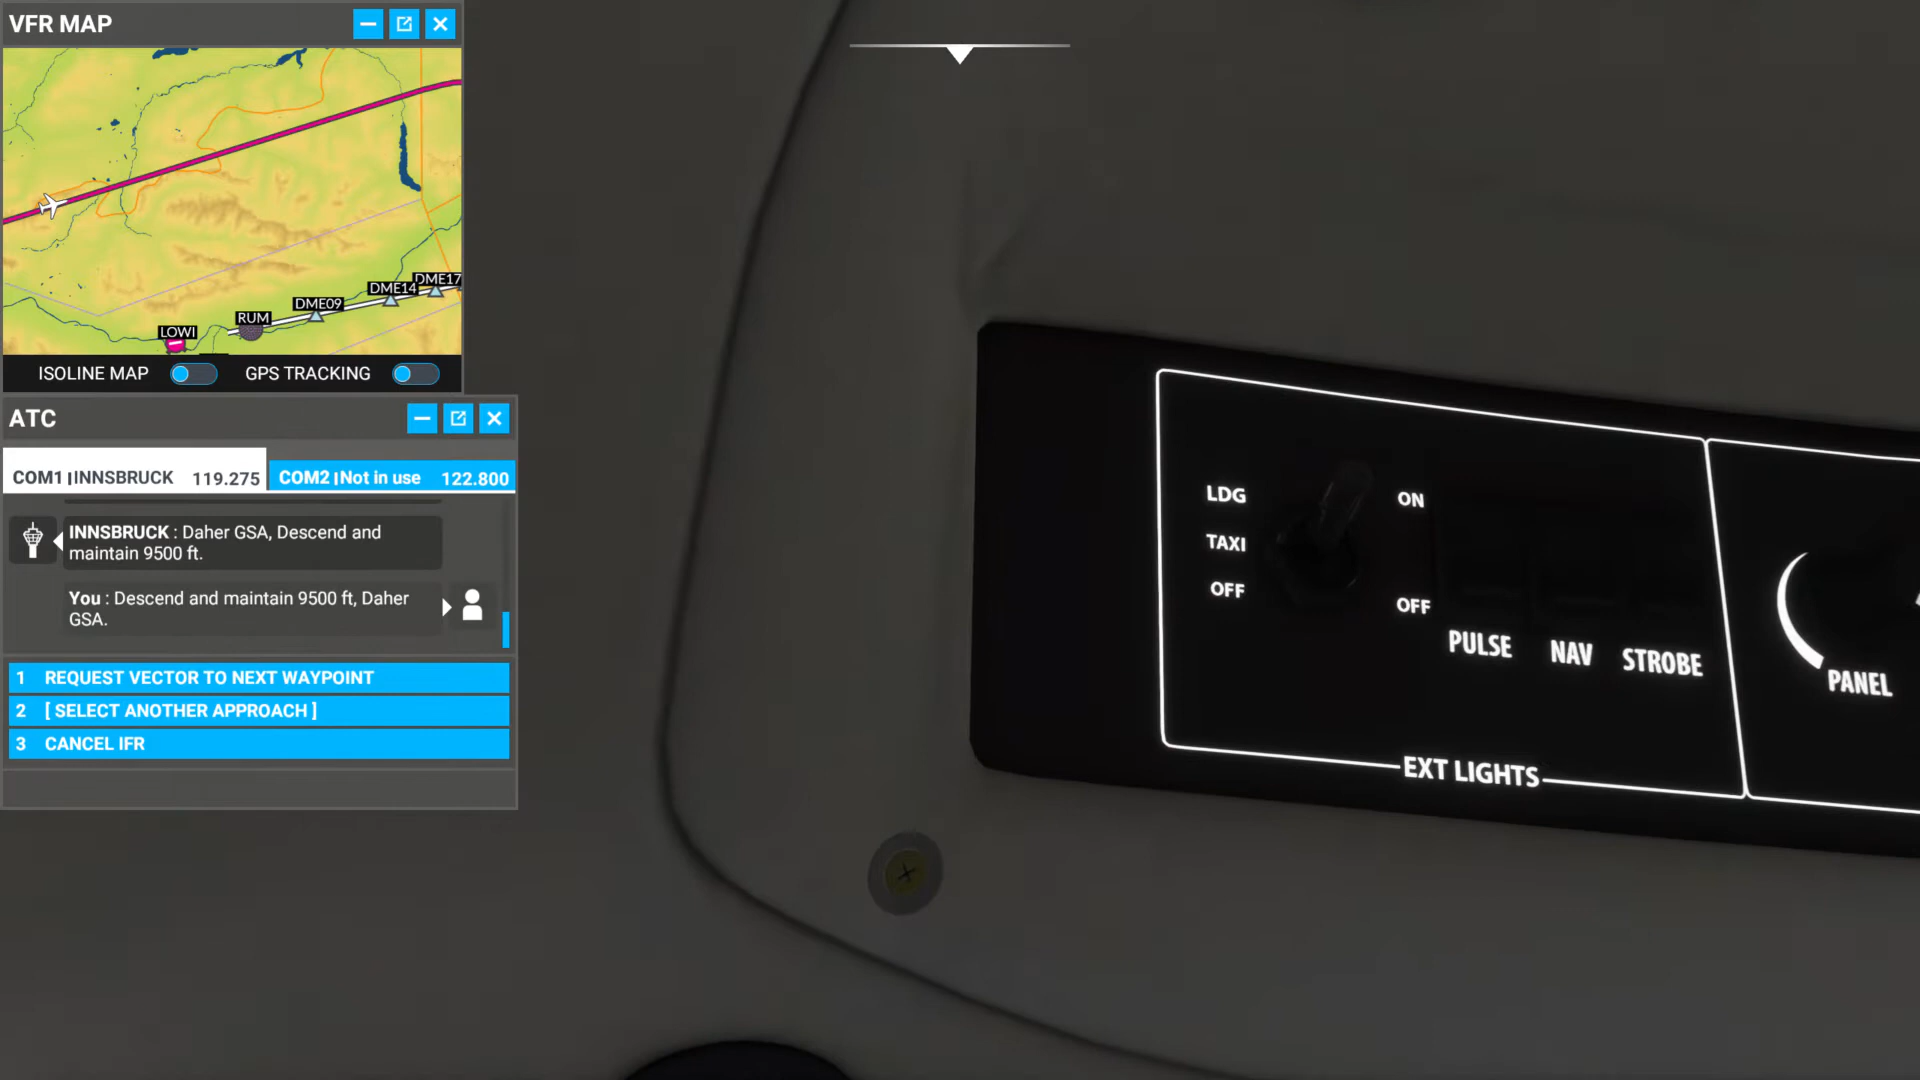 VFR MAP
DME17
DME14
DME09
RUM
LOWI
ISOLINE MAP
GPS TRACKING
ATC
COM1 | INNSBRUCK 119.275
COM2 | Not in use 122.800
INNSBRUCK : Daher GSA, Descend and
maintain 9500 ft.
You : Descend and maintain 9500 ft, Daher
GSA.
1 REQUEST VECTOR TO NEXT WAYPOINT
2 [ SELECT ANOTHER APPROACH ]
3 CANCEL IFR
LDG
TAXI
OFF
ON
OFF
PULSE
NAV
STROBE
EXT LIGHTS
PANEL